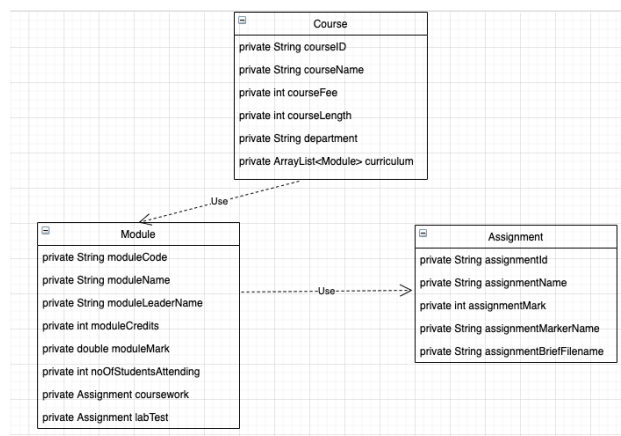 Course
private String courseID
private String courseName
private int courseFee
private int courseLength
private String department
private ArrayList<Module> curriculum
Use
Module
private String moduleCode
private String moduleName
private String moduleLeaderName
private int moduleCredits
private double moduleMark
private int noOfStudentsAttending
private Assignment coursework
private Assignment labTest
Use
Assignment
private String assignmentId
private String assignmentName
private int assignmentMark
private String assignmentMarkerName
private String assignmentBriefFilename